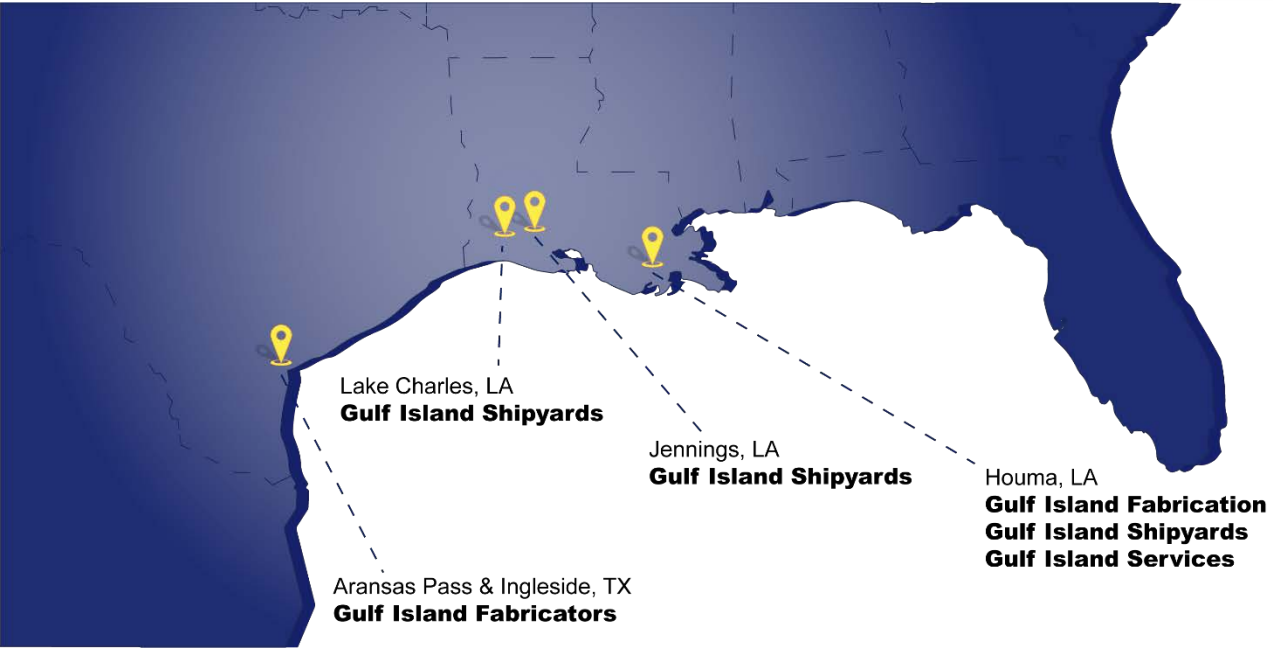 Lake Charles, LA
Gulf Island Shipyards
Jennings, LA
Gulf Island Shipyards
Houma, LA
Gulf Island Fabrication
Gulf Island Shipyards
Gulf Island Services
Aransas Pass & Ingleside, TX
Gulf Island Fabricators